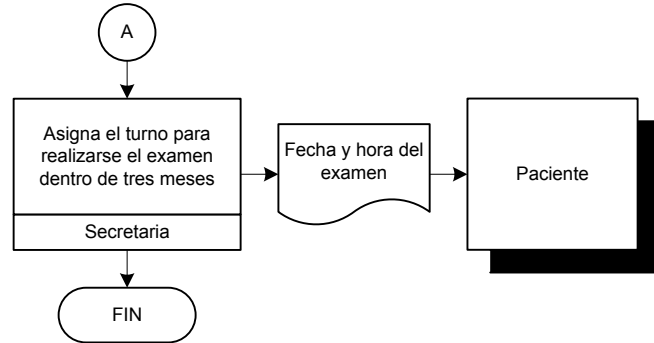 A
Asigna el turno para
realizarse el examen
dentro de tres meses
Secretaria
Fecha y hora del
examen
Paciente
FIN